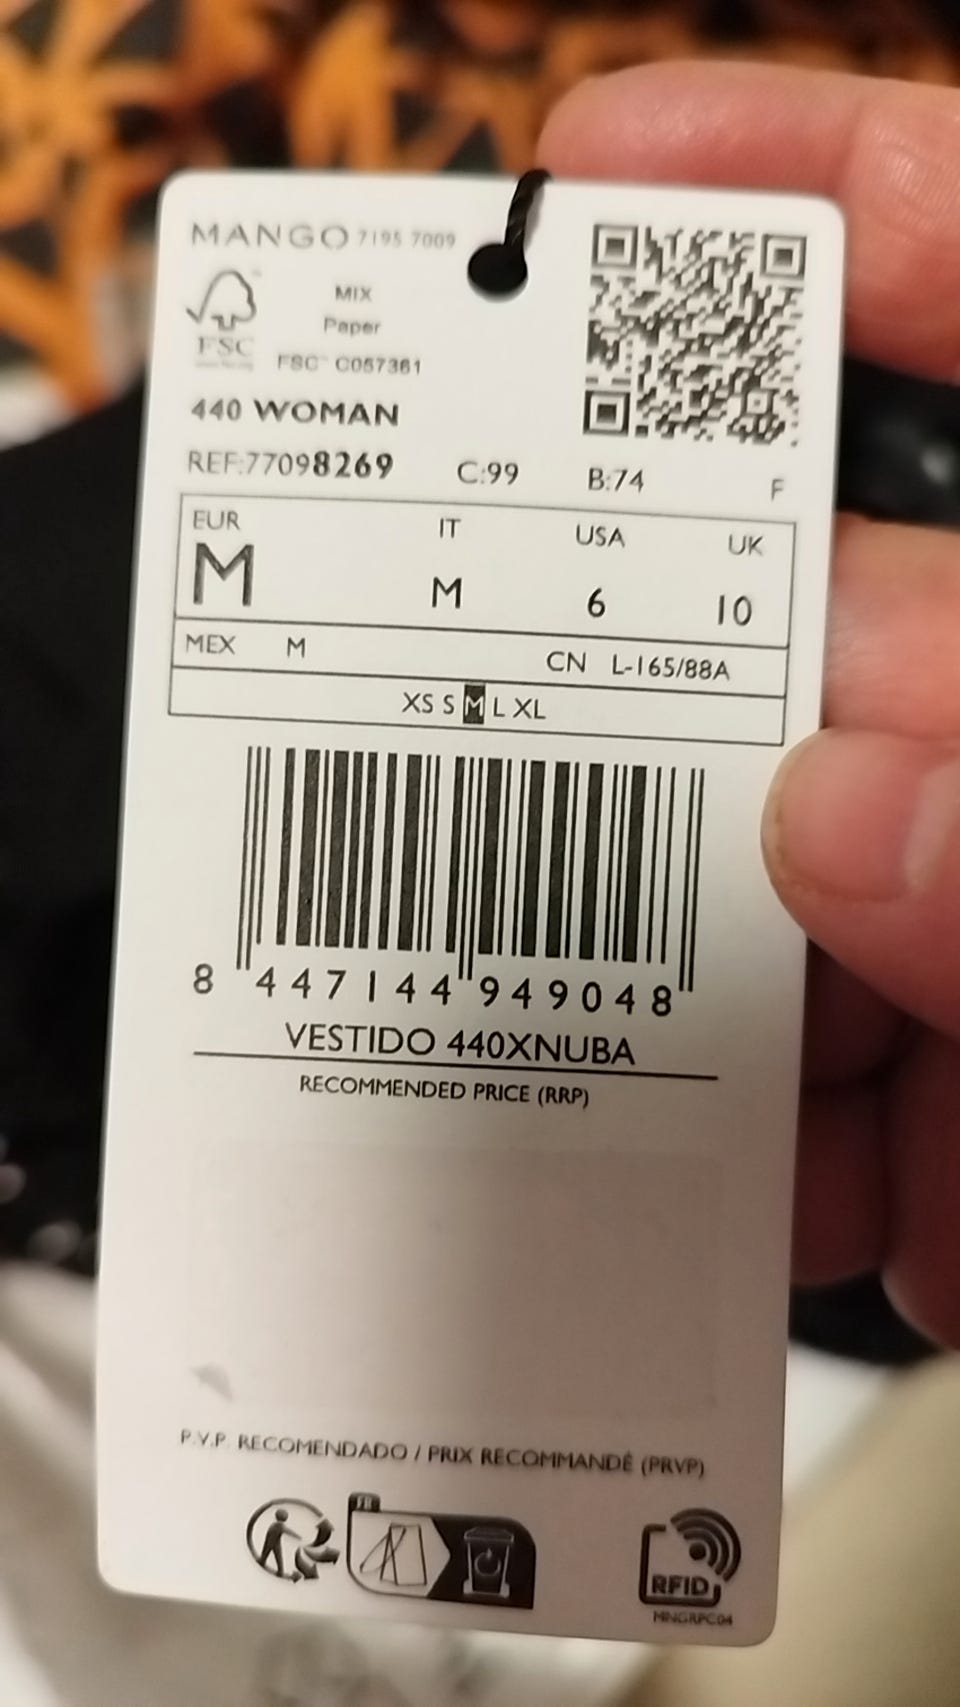 MANGO 7195 7009
FSC
MIX
Paper
FSC™ C057361
440 WOMAN
REF:77098269 C:99 B:74 F
EUR IT USA UK
M M 6 10
MEX M CN L-165/88A
XS S M L XL
8 447144 949048
VESTIDO 440XNUBA
RECOMMENDED PRICE (RRP)
P.V.P. RECOMENDADO / PRIX RECOMMANDÉ (PRVP)
FR
RFID
MNGRPC04